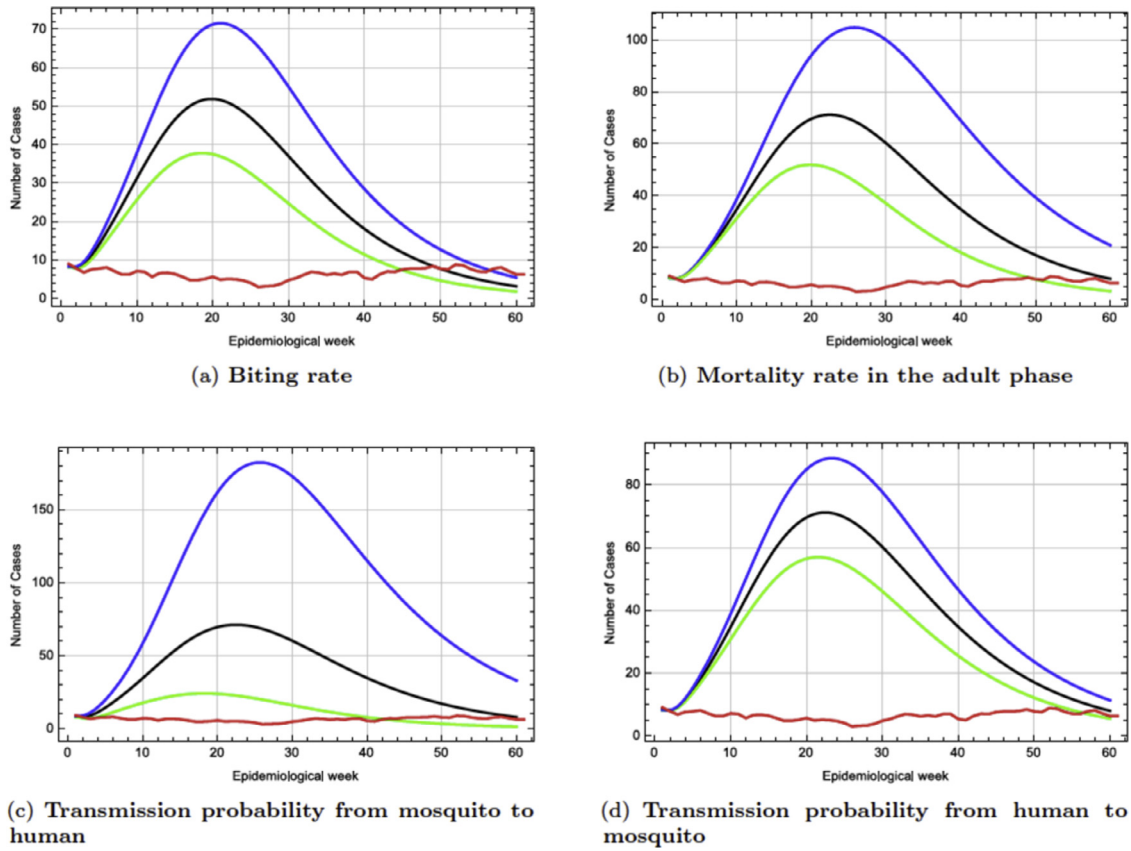 70
60
50
40
30
20
10
0
Number of Cases
0 10 20 30 40 50 60
Epidemiological week
(a) Biting rate
100
80
60
40
20
0
Number of Cases
0 10 20 30 40 50 60
Epidemiological week
(b) Mortality rate in the adult phase
150
100
50
0
Number of Cases
0 10 20 30 40 50 60
Epidemiological week
(c) Transmission probability from mosquito to
human
80
60
40
20
0
Number of Cases
0 10 20 30 40 50 60
Epidemiological week
(d) Transmission probability from human to
mosquito